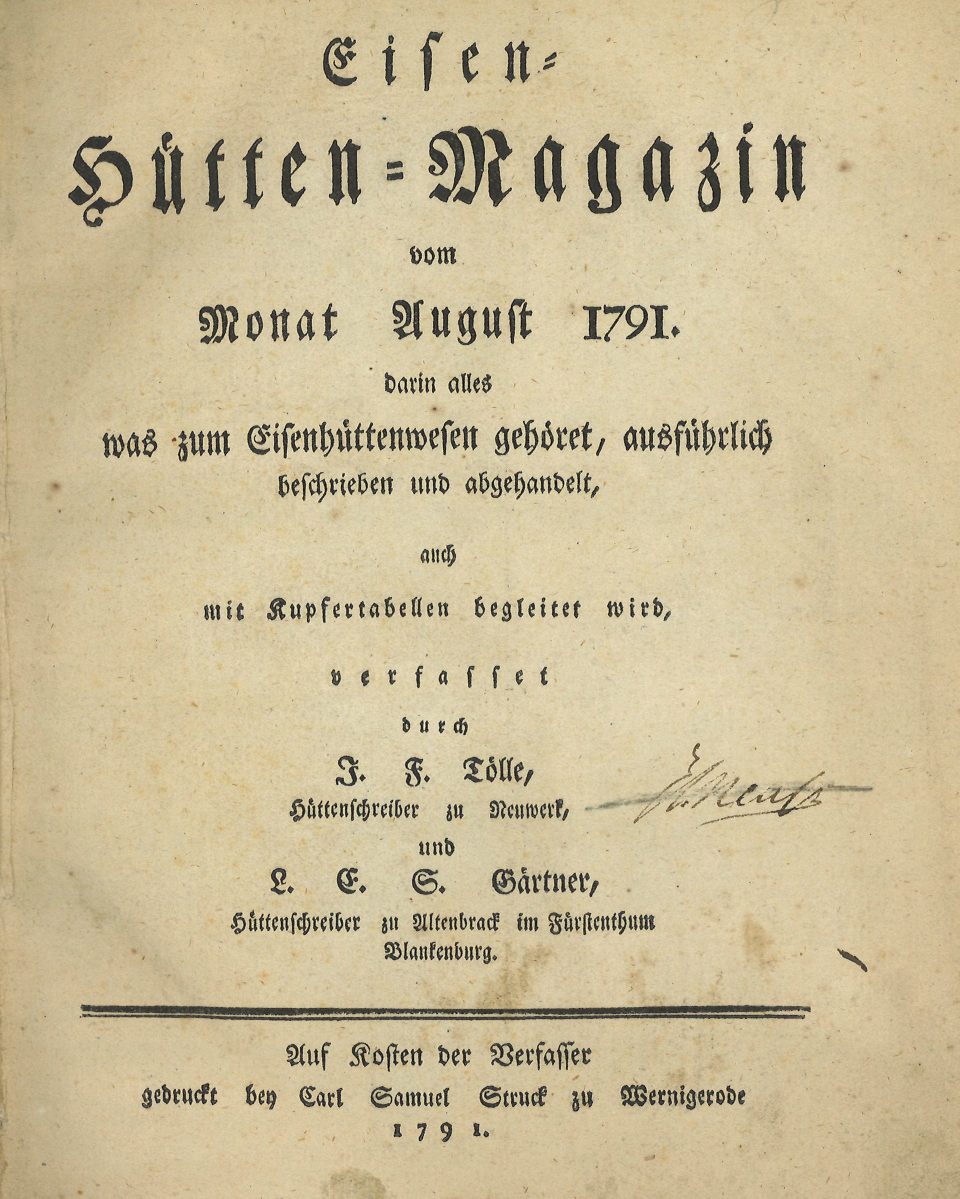 Eisen=
Hütten=Magazin
vom
Monat August 1791.
darin alles
was zum Eisenhüttenwesen gehöret, ausführlich
beschrieben und abgehandelt,
auch
mit Kupfertabellen begleitet wird,
verfasset
durch
J. F. Tölle,
Hüttenschreiber zu Neuwerk,
und
L. E. S. Gärtner,
Hüttenschreiber zu Altenbrack im Fürstenthum
Blankenburg.
Auf Kosten der Verfasser
gedruckt bey Carl Samuel Struck zu Wernigerode
1791.